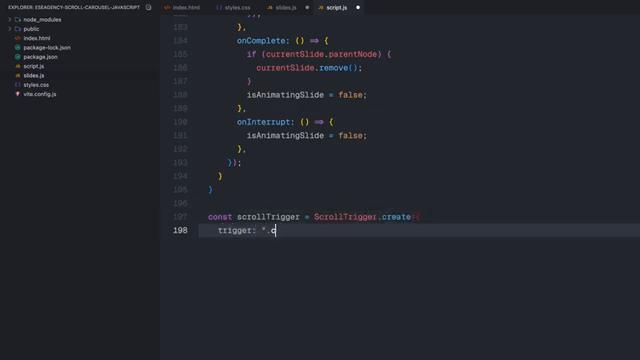 EXPLORER: ESEAGENCY-SCROLL-CAROUSEL-JAVASCRIPT
index.html
styles.css
slides.js
script.js
node_modules
public
index.html
package-lock.json
package.json
script.js
slides.js
styles.css
vite.config.js
182 });
183 },
184 onComplete: () => {
185 if (currentSlide.parentNode) {
186 currentSlide.remove();
187 }
188 isAnimatingSlide = false;
189 },
190 onInterrupt: () => {
191 isAnimatingSlide = false;
192 },
193 });
194 }
195 }
196
197 const scrollTrigger = ScrollTrigger.create({
198 trigger: ".c